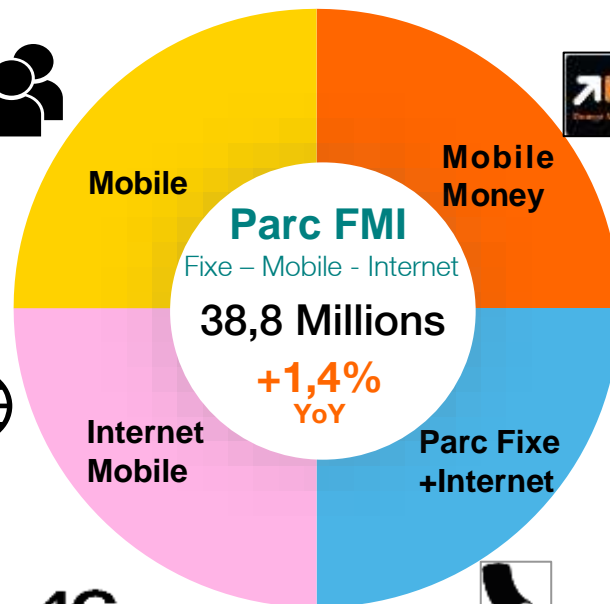 Mobile
Mobile
Money
Parc FMI
Fixe – Mobile - Internet
38,8 Millions
+1,4%
YoY
Internet
Mobile
Parc Fixe
+Internet